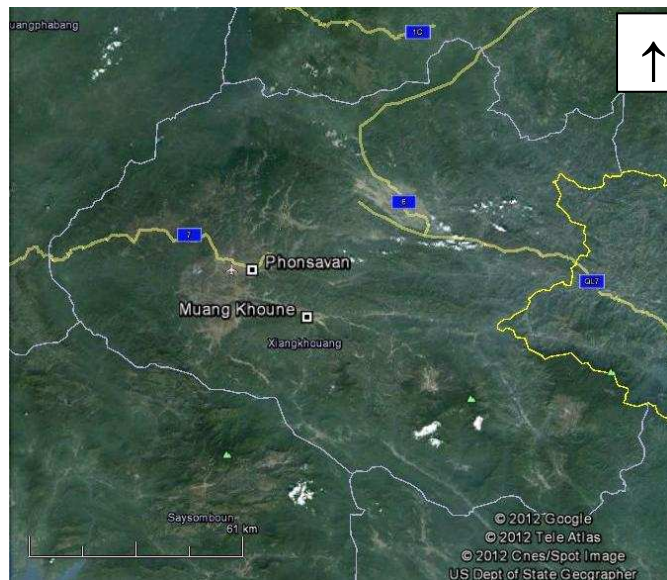 uangphabang
1C
6
7
Phonsavan
QL7
Muang Khoune
Xiangkhouang
Saysomboun
61 km
© 2012 Google
© 2012 Tele Atlas
© 2012 Cnes/Spot Image
US Dept of State Geographer